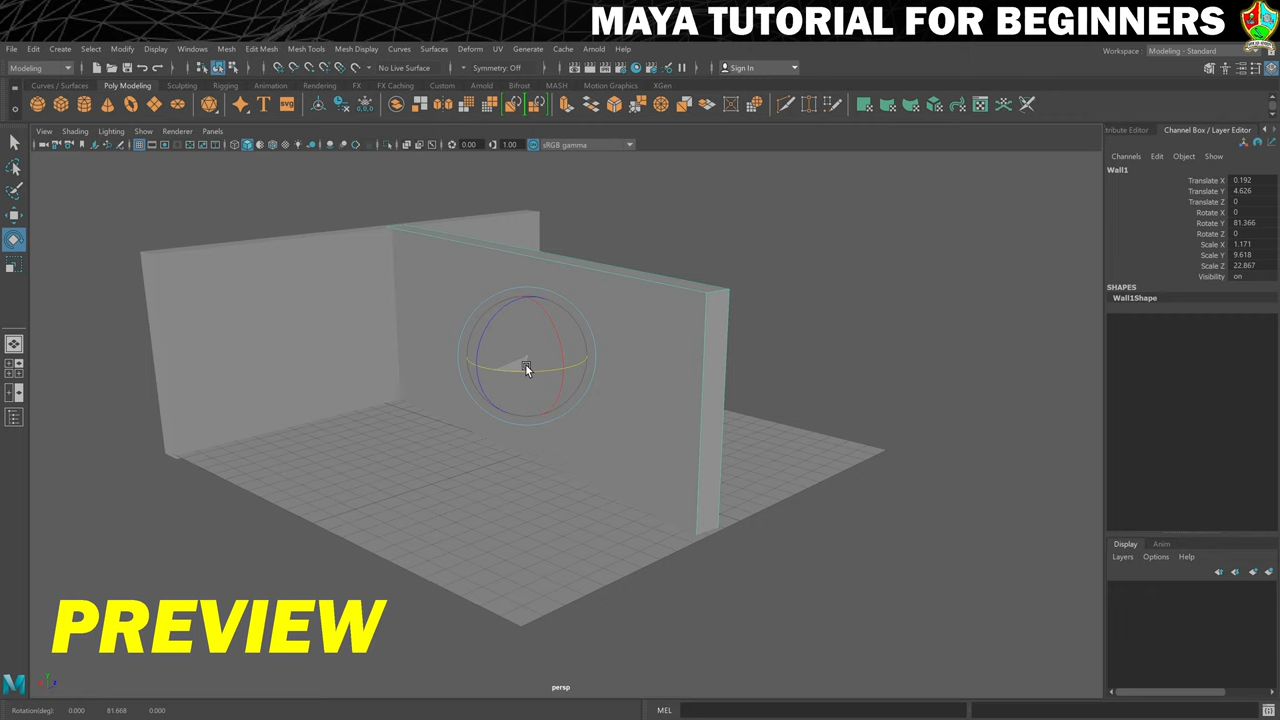 MAYA TUTORIAL FOR BEGINNERS
File Edit Create Select Modify Display Windows Mesh Edit Mesh Mesh Tools Mesh Display Curves Surfaces Deform UV Generate Cache Arnold Help
Workspace: Modeling - Standard
Modeling No Live Surface Symmetry: Off Sign In
Curves / Surfaces Poly Modeling Sculpting Rigging Animation Rendering FX FX Caching Custom Arnold Bifrost MASH Motion Graphics XGen
svg
View Shading Lighting Show Renderer Panels
0.00 1.00 sRGB gamma
tribute Editor Channel Box / Layer Editor
Channels Edit Object Show
Wall1
Translate X 0.192
Translate Y 4.626
Translate Z 0
Rotate X 0
Rotate Y 81.366
Rotate Z 0
Scale X 1.171
Scale Y 9.618
Scale Z 22.867
Visibility on
SHAPES
Wall1Shape
Display Anim
Layers Options Help
PREVIEW
persp
Rotation(deg): 0.000 81.668 0.000 MEL